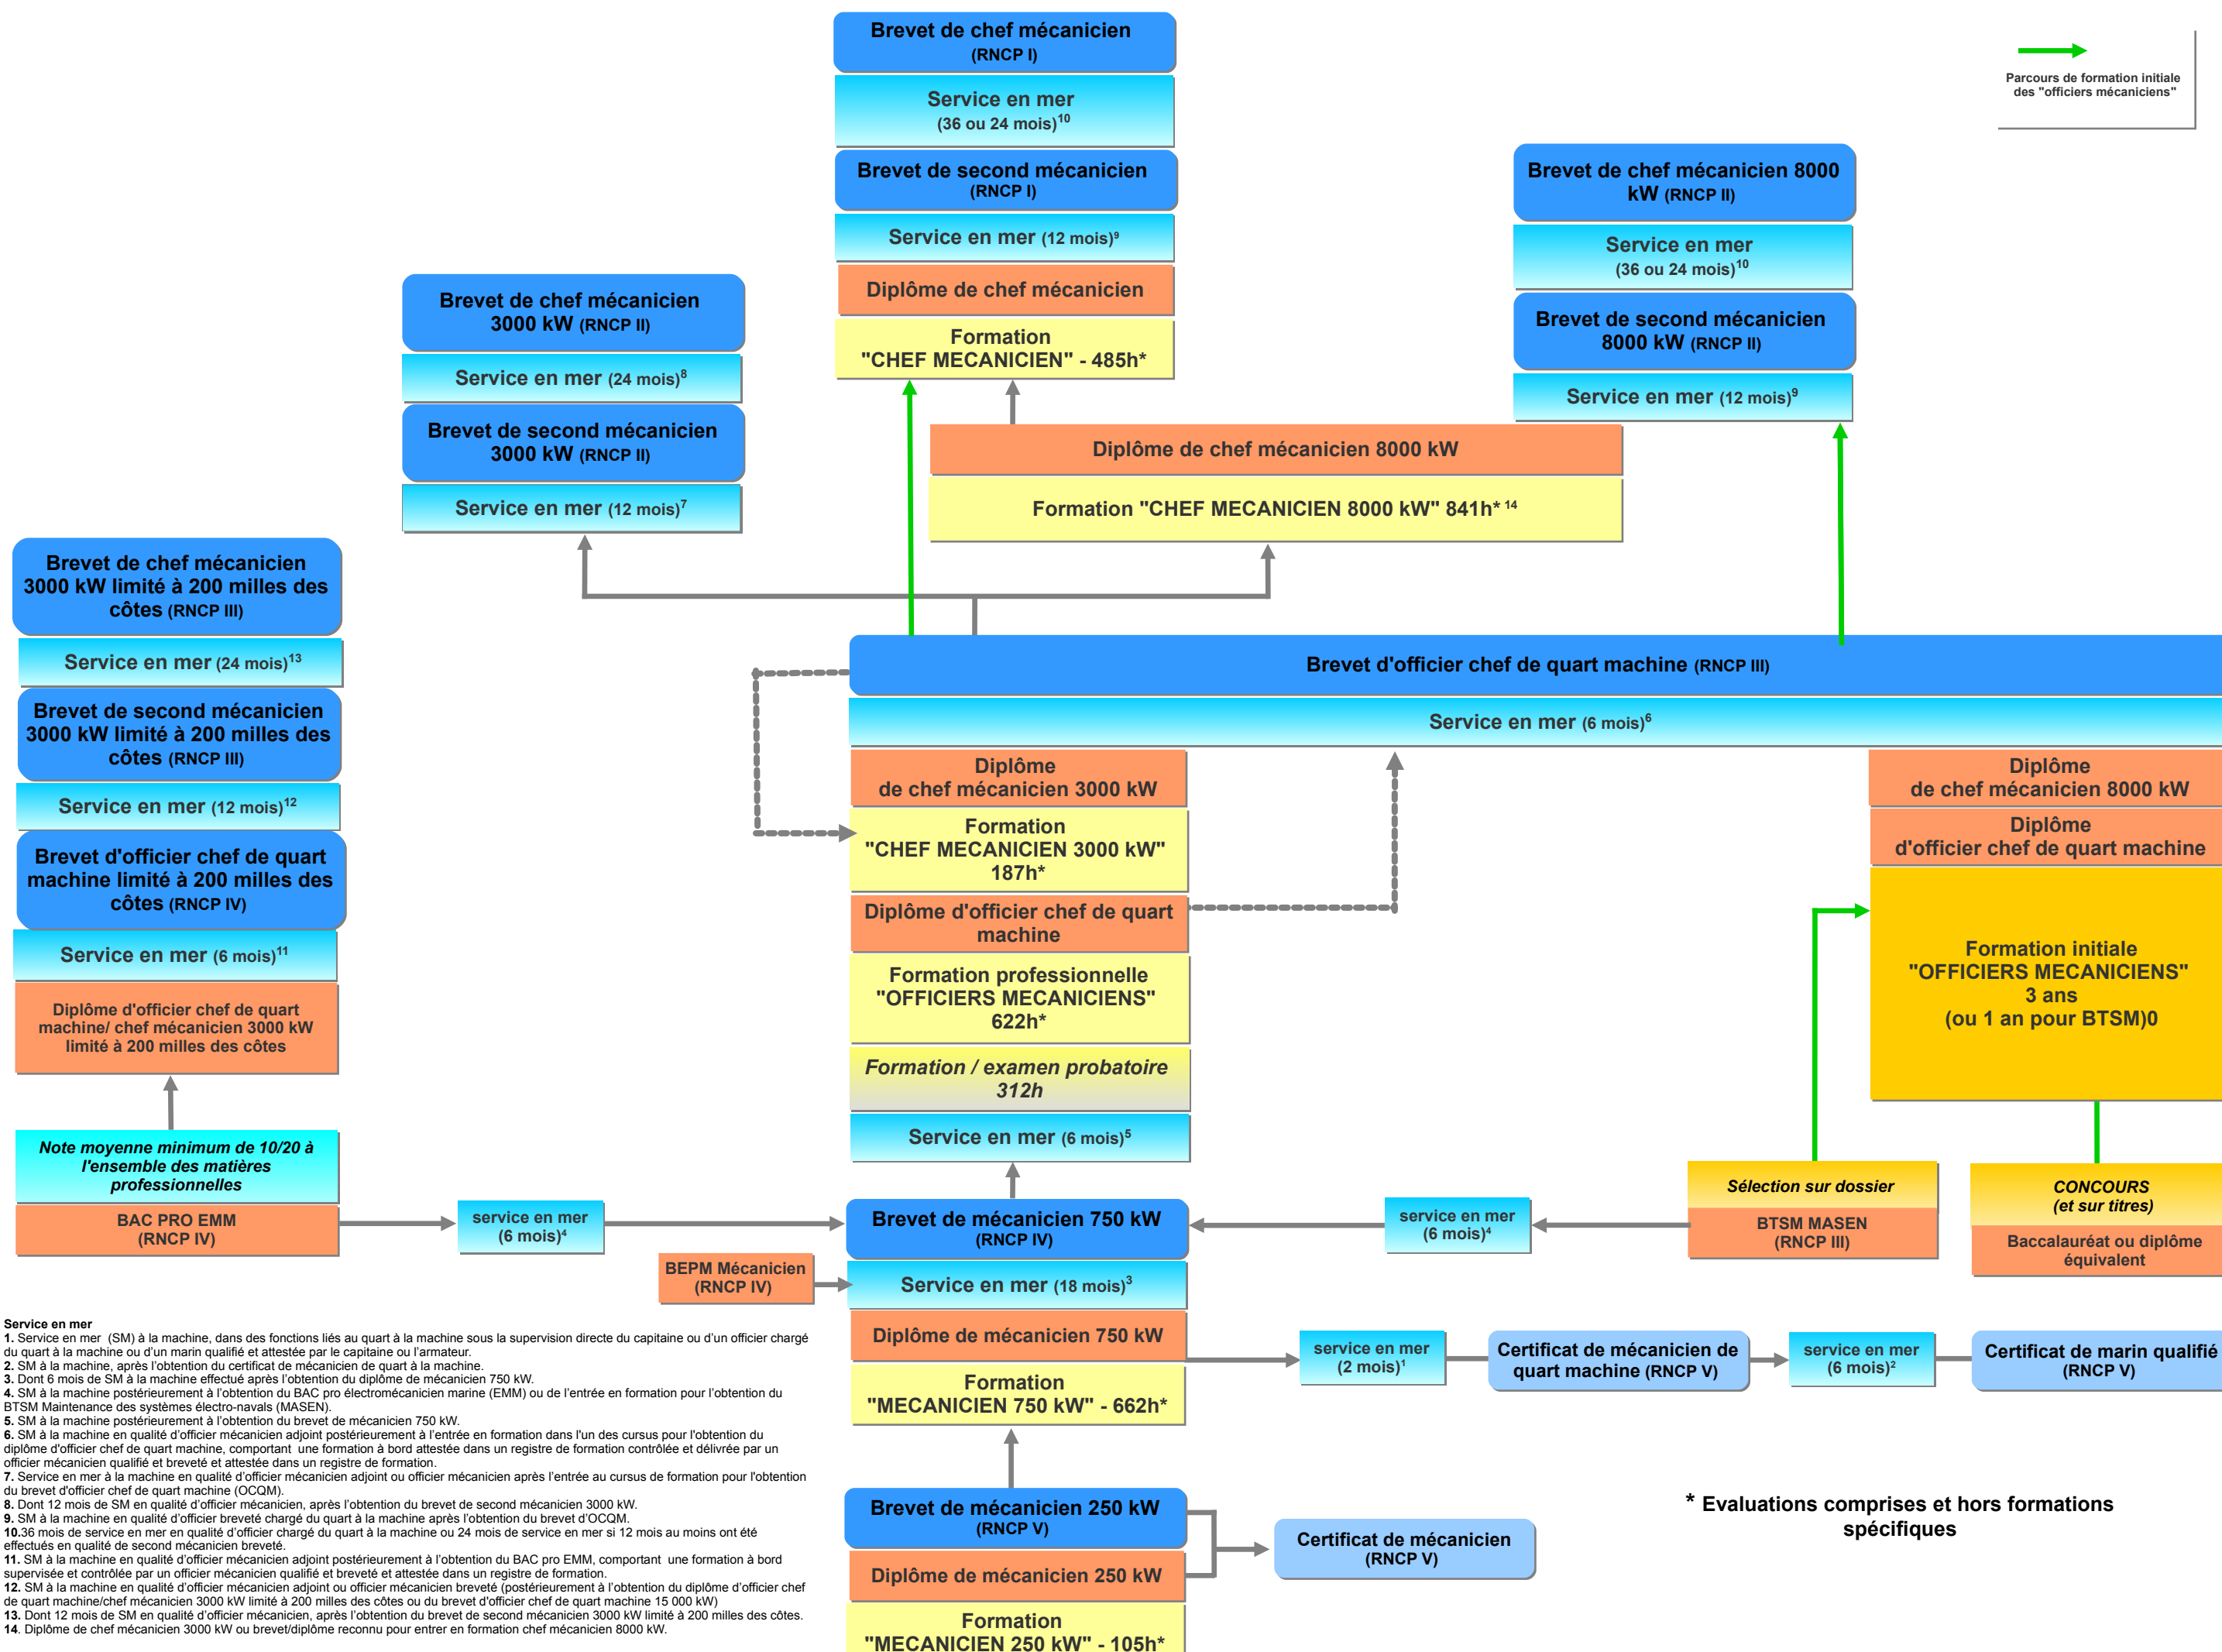 Brevet de chef mécanicien
(RNCP I)
Service en mer
(36 ou 24 mois)10
Brevet de second mécanicien
(RNCP I)
Service en mer (12 mois)9
Diplôme de chef mécanicien
Formation
"CHEF MECANICIEN" - 485h*
Parcours de formation initiale
des "officiers mécaniciens"
Brevet de chef mécanicien 8000
kW (RNCP II)
Service en mer
(36 ou 24 mois)10
Brevet de second mécanicien
8000 kW (RNCP II)
Service en mer (12 mois)9
Brevet de chef mécanicien
3000 kW (RNCP II)
Service en mer (24 mois)8
Brevet de second mécanicien
3000 kW (RNCP II)
Service en mer (12 mois)7
Diplôme de chef mécanicien 8000 kW
Formation "CHEF MECANICIEN 8000 kW" 841h* 14
Brevet de chef mécanicien
3000 kW limité à 200 milles des
côtes (RNCP III)
Service en mer (24 mois)13
Brevet de second mécanicien
3000 kW limité à 200 milles des
côtes (RNCP III)
Service en mer (12 mois)12
Brevet d'officier chef de quart
machine limité à 200 milles des
côtes (RNCP IV)
Service en mer (6 mois)11
Diplôme d'officier chef de quart
machine/ chef mécanicien 3000 kW
limité à 200 milles des côtes
Note moyenne minimum de 10/20 à
l'ensemble des matières
professionnelles
BAC PRO EMM
(RNCP IV)
service en mer
(6 mois)4
Brevet d'officier chef de quart machine (RNCP III)
Service en mer (6 mois)6
Diplôme
de chef mécanicien 3000 kW
Formation
"CHEF MECANICIEN 3000 kW"
187h*
Diplôme d'officier chef de quart
machine
Formation professionnelle
"OFFICIERS MECANICIENS"
622h*
Formation / examen probatoire
312h
Service en mer (6 mois)5
Brevet de mécanicien 750 kW
(RNCP IV)
BEPM Mécanicien
(RNCP IV)
Service en mer (18 mois)3
Diplôme de mécanicien 750 kW
Formation
"MECANICIEN 750 kW" - 662h*
Brevet de mécanicien 250 kW
(RNCP V)
Diplôme de mécanicien 250 kW
Formation
"MECANICIEN 250 kW" - 105h*
Diplôme
de chef mécanicien 8000 kW
Diplôme
d'officier chef de quart machine
Formation initiale
"OFFICIERS MECANICIENS"
3 ans
(ou 1 an pour BTSM)0
service en mer
(6 mois)4
Sélection sur dossier
BTSM MASEN
(RNCP III)
CONCOURS
(et sur titres)
Baccalauréat ou diplôme
équivalent
service en mer
(2 mois)1
Certificat de mécanicien de
quart machine (RNCP V)
service en mer
(6 mois)2
Certificat de marin qualifié
(RNCP V)
Certificat de mécanicien
(RNCP V)
* Evaluations comprises et hors formations
spécifiques
Service en mer
1. Service en mer (SM) à la machine, dans des fonctions liés au quart à la machine sous la supervision directe du capitaine ou d'un officier chargé
du quart à la machine ou d'un marin qualifié et attestée par le capitaine ou l'armateur.
2. SM à la machine, après l'obtention du certificat de mécanicien de quart à la machine.
3. Dont 6 mois de SM à la machine effectué après l'obtention du diplôme de mécanicien 750 kW.
4. SM à la machine postérieurement à l'obtention du BAC pro électromécanicien marine (EMM) ou de l'entrée en formation pour l'obtention du
BTSM Maintenance des systèmes électro-navals (MASEN).
5. SM à la machine postérieurement à l'obtention du brevet de mécanicien 750 kW.
6. SM à la machine en qualité d'officier mécanicien adjoint postérieurement à l'entrée en formation dans l'un des cursus pour l'obtention du
diplôme d'officier chef de quart machine, comportant une formation à bord attestée dans un registre de formation contrôlée et délivrée par un
officier mécanicien qualifié et breveté et attestée dans un registre de formation.
7. Service en mer à la machine en qualité d'officier mécanicien adjoint ou officier mécanicien après l'entrée au cursus de formation pour l'obtention
du brevet d'officier chef de quart machine (OCQM).
8. Dont 12 mois de SM en qualité d'officier mécanicien, après l'obtention du brevet de second mécanicien 3000 kW.
9. SM à la machine en qualité d'officier breveté chargé du quart à la machine après l'obtention du brevet d'OCQM.
10.36 mois de service en mer en qualité d'officier chargé du quart à la machine ou 24 mois de service en mer si 12 mois au moins ont été
effectués en qualité de second mécanicien breveté.
11. SM à la machine en qualité d'officier mécanicien adjoint postérieurement à l'obtention du BAC pro EMM, comportant une formation à bord
supervisée et contrôlée par un officier mécanicien qualifié et breveté et attestée dans un registre de formation.
12. SM à la machine en qualité d'officier mécanicien adjoint ou officier mécanicien breveté (postérieurement à l'obtention du diplôme d'officier chef
de quart machine/chef mécanicien 3000 kW limité à 200 milles des côtes ou du brevet d'officier chef de quart machine 15 000 kW)
13. Dont 12 mois de SM en qualité d'officier mécanicien, après l'obtention du brevet de second mécanicien 3000 kW limité à 200 milles des côtes.
14. Diplôme de chef mécanicien 3000 kW ou brevet/diplôme reconnu pour entrer en formation chef mécanicien 8000 kW.